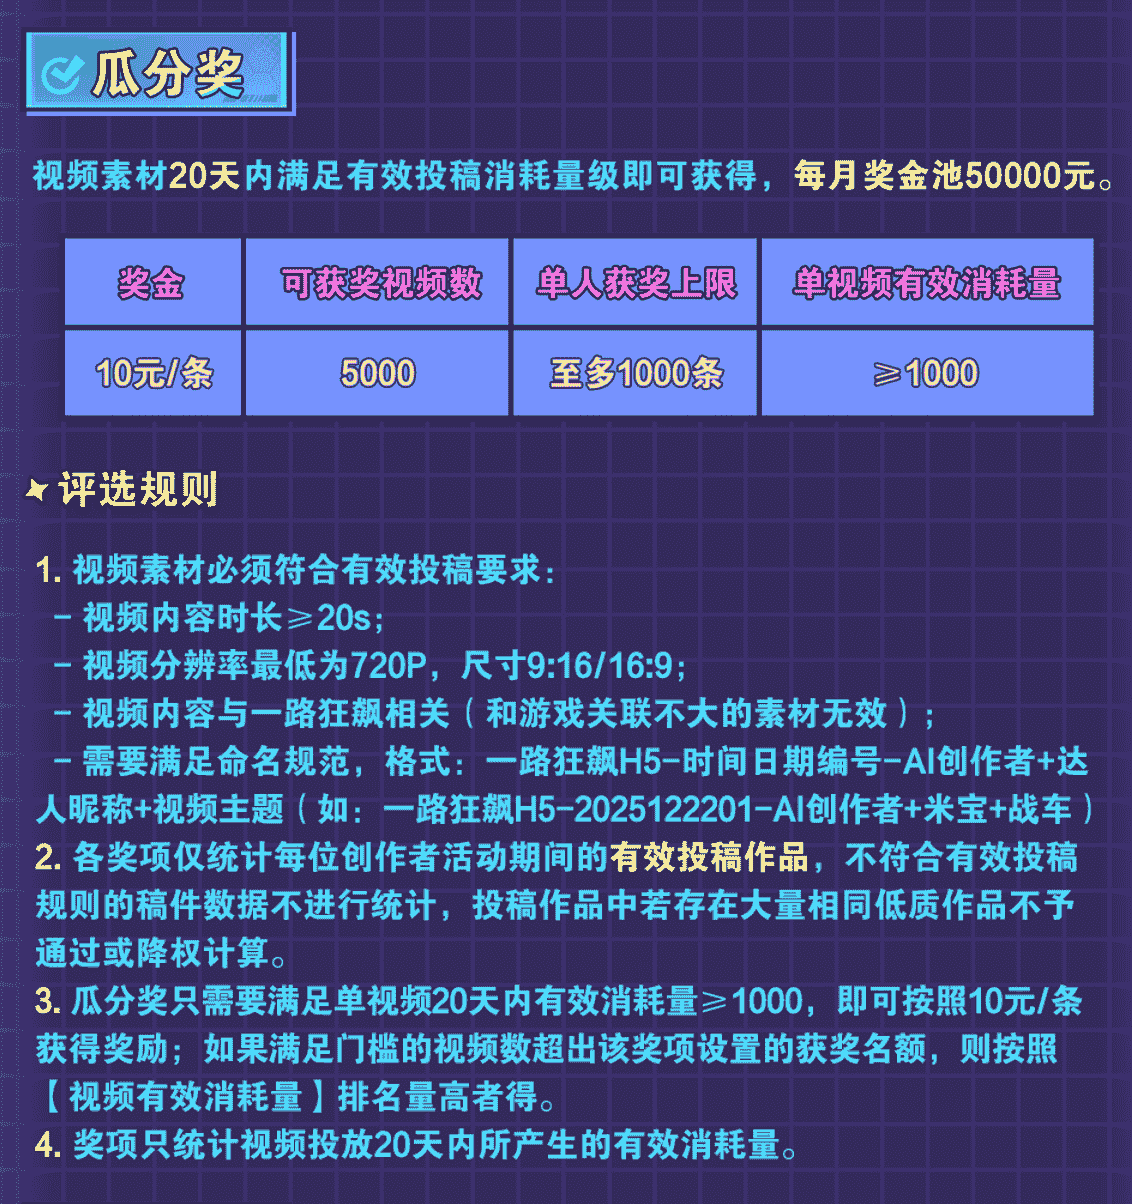 瓜分奖
视频素材20天内满足有效投稿消耗量级即可获得，每月奖金池50000元。
奖金 可获奖视频数 单人获奖上限 单视频有效消耗量
10元/条 5000 至多1000条 ≥1000
评选规则
1. 视频素材必须符合有效投稿要求：
- 视频内容时长≥20s；
- 视频分辨率最低为720P，尺寸9:16/16:9；
- 视频内容与一路狂飙相关（和游戏关联不大的素材无效）；
- 需要满足命名规范，格式：一路狂飙H5-时间日期编号-AI创作者+达
人昵称+视频主题（如：一路狂飙H5-2025122201-AI创作者+米宝+战车）
2. 各奖项仅统计每位创作者活动期间的有效投稿作品，不符合有效投稿
规则的稿件数据不进行统计，投稿作品中若存在大量相同低质作品不予
通过或降权计算。
3. 瓜分奖只需要满足单视频20天内有效消耗量≥1000，即可按照10元/条
获得奖励；如果满足门槛的视频数超出该奖项设置的获奖名额，则按照
【视频有效消耗量】排名量高者得。
4. 奖项只统计视频投放20天内所产生的有效消耗量。